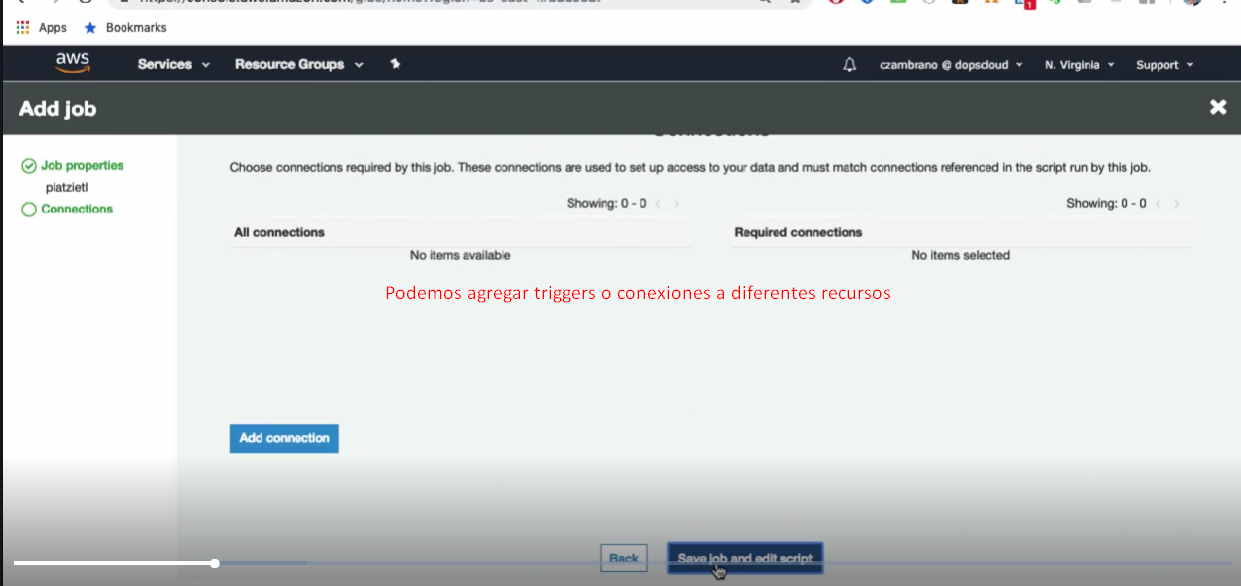 Apps Bookmarks
aws Services Resource Groups czambrano @ dopscloud N. Virginia Support
1
Add job
Job properties
platzietl
Connections
Choose connections required by this job. These connections are used to set up access to your data and must match connections referenced in the script run by this job.
Showing: 0 - 0 Showing: 0 - 0
All connections Required connections
No items available No items selected
Podemos agregar triggers o conexiones a diferentes recursos
Add connection
Back Save job and edit script